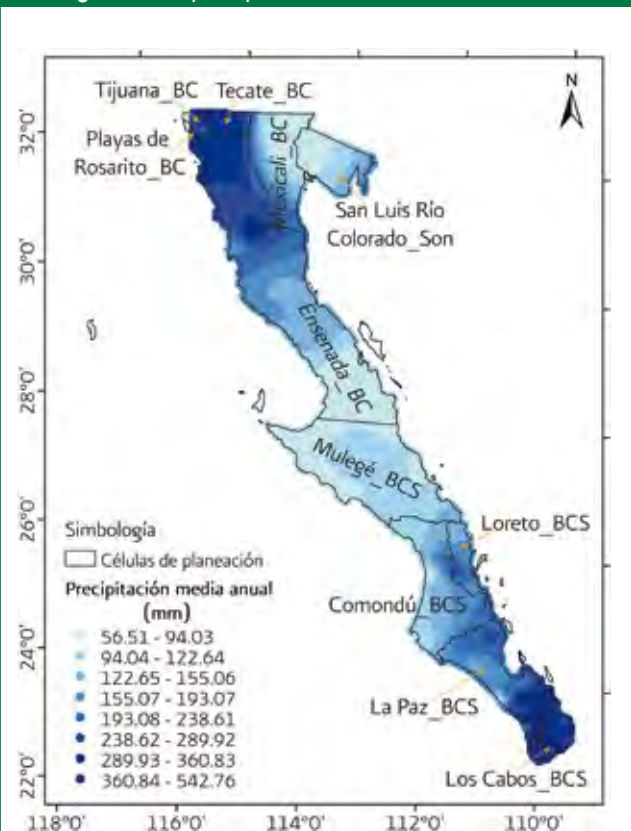 Tijuana_BC Tecate_BC
N
Playas de
Rosarito_BC
Mexicali_BC
San Luis Río
Colorado_Son
Ensenada_BC
Mulegé_BCS
Loreto_BCS
Comondú_BCS
La Paz_BCS
Los Cabos_BCS
Simbología
Células de planeación
Precipitación media anual
(mm)
56.51 - 94.03
94.04 - 122.64
122.65 - 155.06
155.07 - 193.07
193.08 - 238.61
238.62 - 289.92
289.93 - 360.83
360.84 - 542.76
32°0'
30°0'
28°0'
26°0'
24°0'
22°0'
118°0' 116°0' 114°0' 112°0' 110°0'